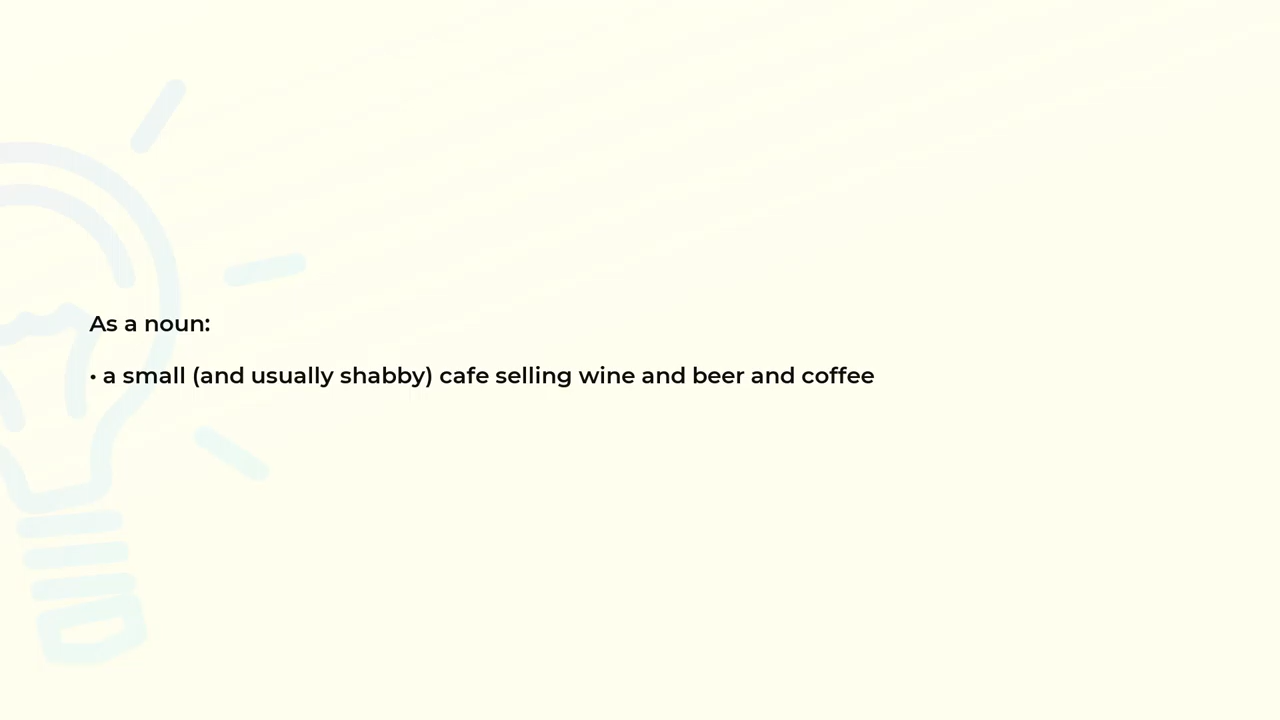 As a noun:
• a small (and usually shabby) cafe selling wine and beer and coffee